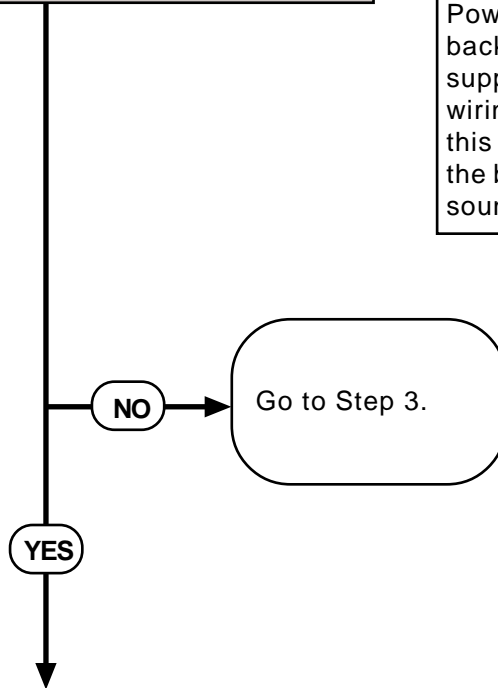 Pow
back
supp
wirin
this
the b
sour
NO
Go to Step 3.
YES